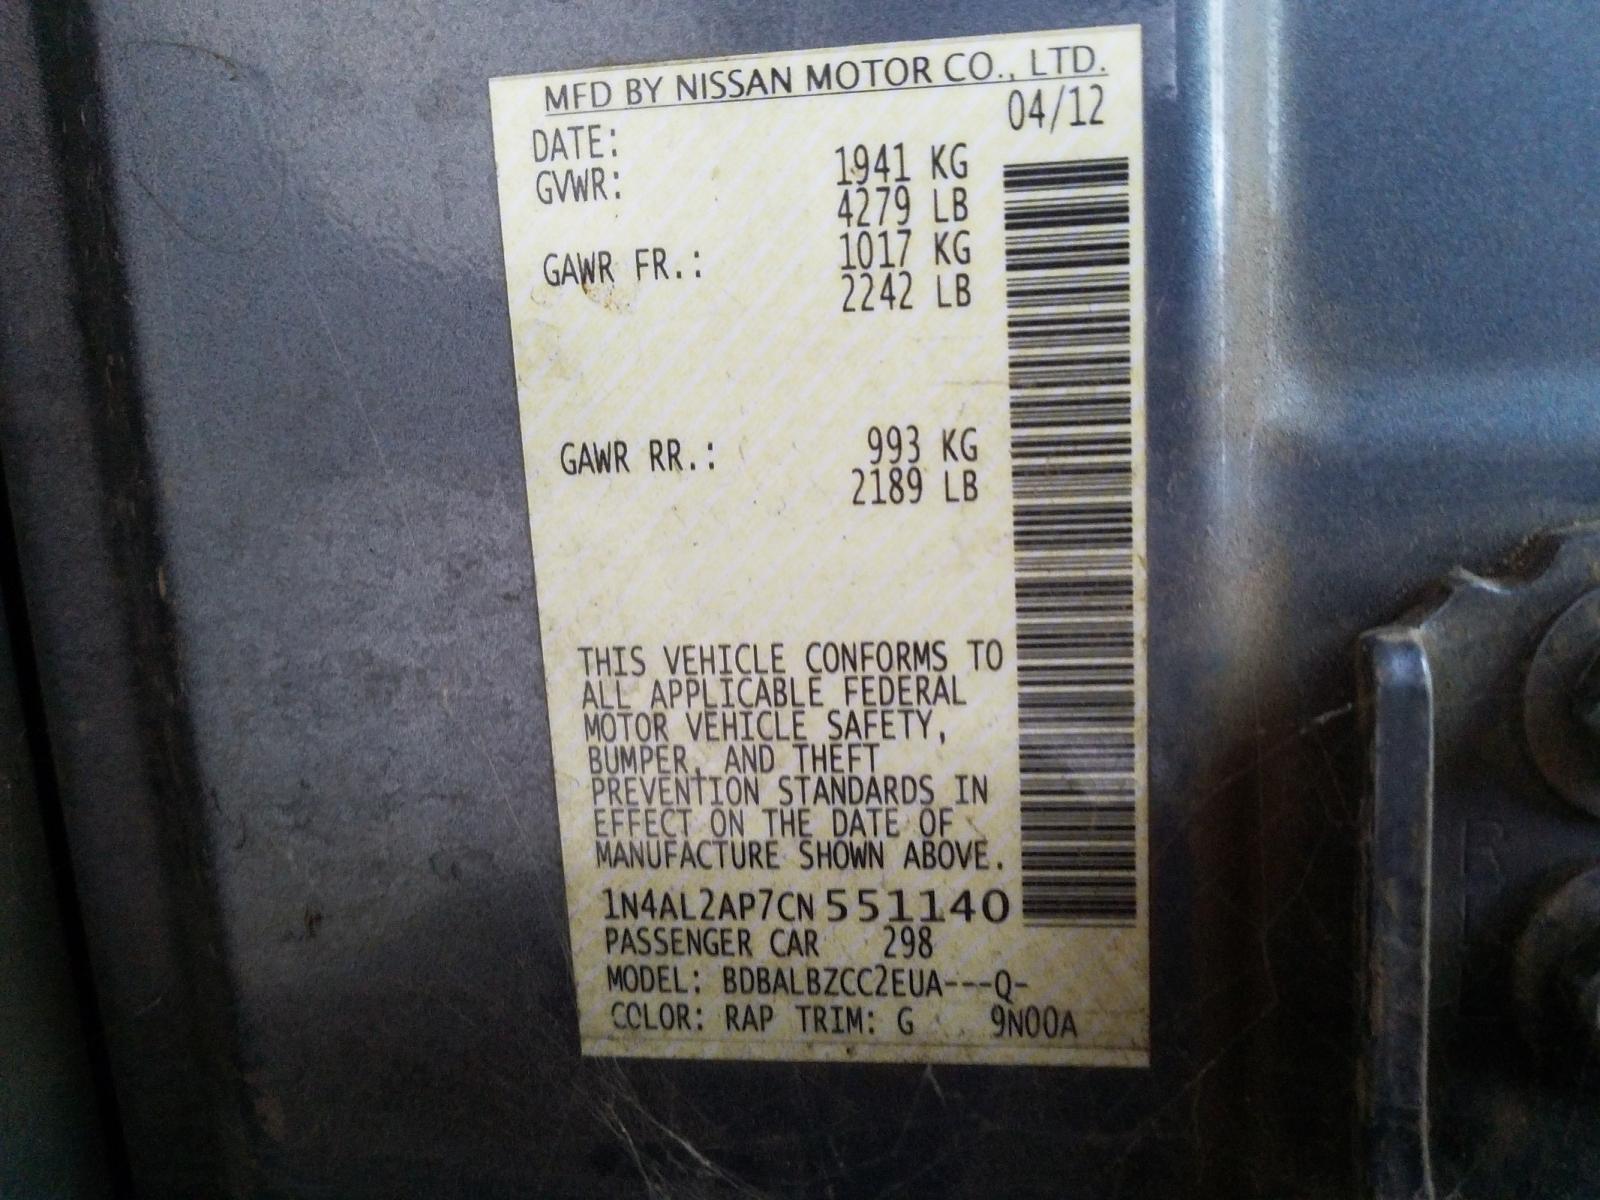 MFD BY NISSAN MOTOR CO., LTD.
DATE: 04/12
GVWR: 1941 KG
4279 LB
GAWR FR.: 1017 KG
2242 LB
GAWR RR.: 993 KG
2189 LB
THIS VEHICLE CONFORMS TO
ALL APPLICABLE FEDERAL
MOTOR VEHICLE SAFETY,
BUMPER, AND THEFT
PREVENTION STANDARDS IN
EFFECT ON THE DATE OF
MANUFACTURE SHOWN ABOVE.
1N4AL2AP7CN551140
PASSENGER CAR 298
MODEL: BDBALBZCC2EUA---Q-
COLOR: RAP TRIM: G 9N00A